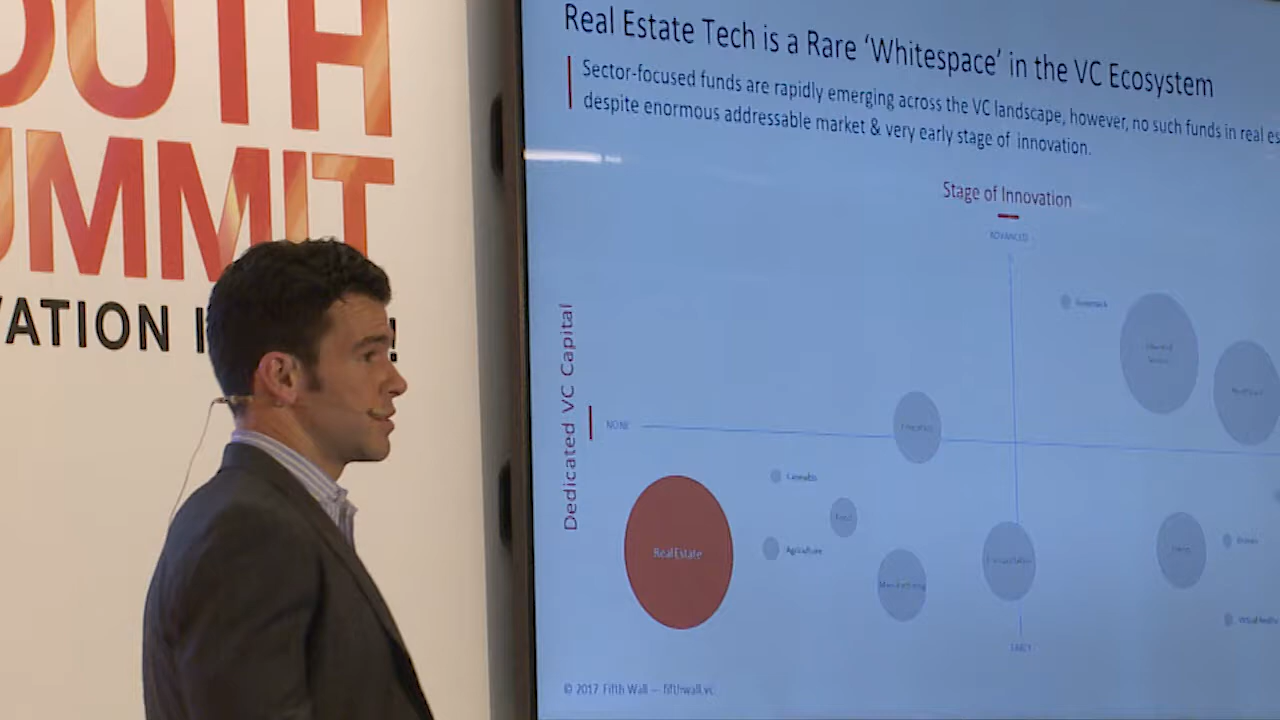 OUTH
UMMIT
VATION I
!
Real Estate Tech is a Rare ‘Whitespace’ in the VC Ecosystem
Sector-focused funds are rapidly emerging across the VC landscape, however, no such funds in real es
despite enormous addressable market & very early stage of innovation.
Stage of Innovation
ADVANCED
Dedicated VC Capital
NONE
Cannabis
Food
Real Estate
Agriculture
Manufacturing
Transportation
EARLY
© 2017 Fifth Wall – fifthwall.vc